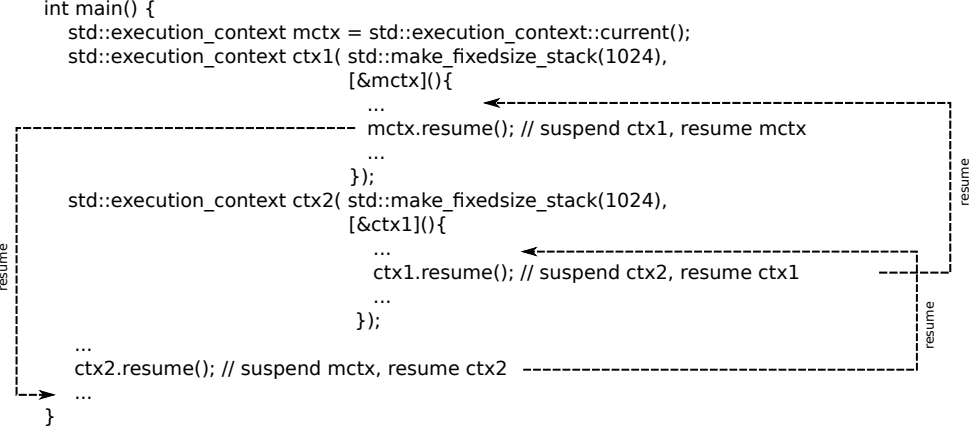 int main() {
std::execution_context mctx = std::execution_context::current();
std::execution_context ctx1( std::make_fixedsize_stack(1024),
[&mctx](){
...
mctx.resume(); // suspend ctx1, resume mctx
...
});
std::execution_context ctx2( std::make_fixedsize_stack(1024),
[&ctx1](){
...
ctx1.resume(); // suspend ctx2, resume ctx1
...
});
...
ctx2.resume(); // suspend mctx, resume ctx2
...
}
resume
resume
resume